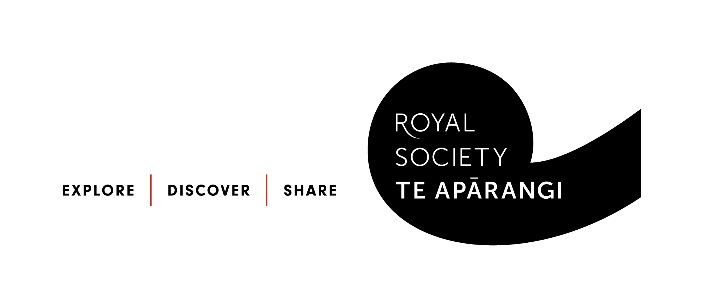 ROYAL
SOCIETY
TE APĀRANGI
EXPLORE | DISCOVER | SHARE